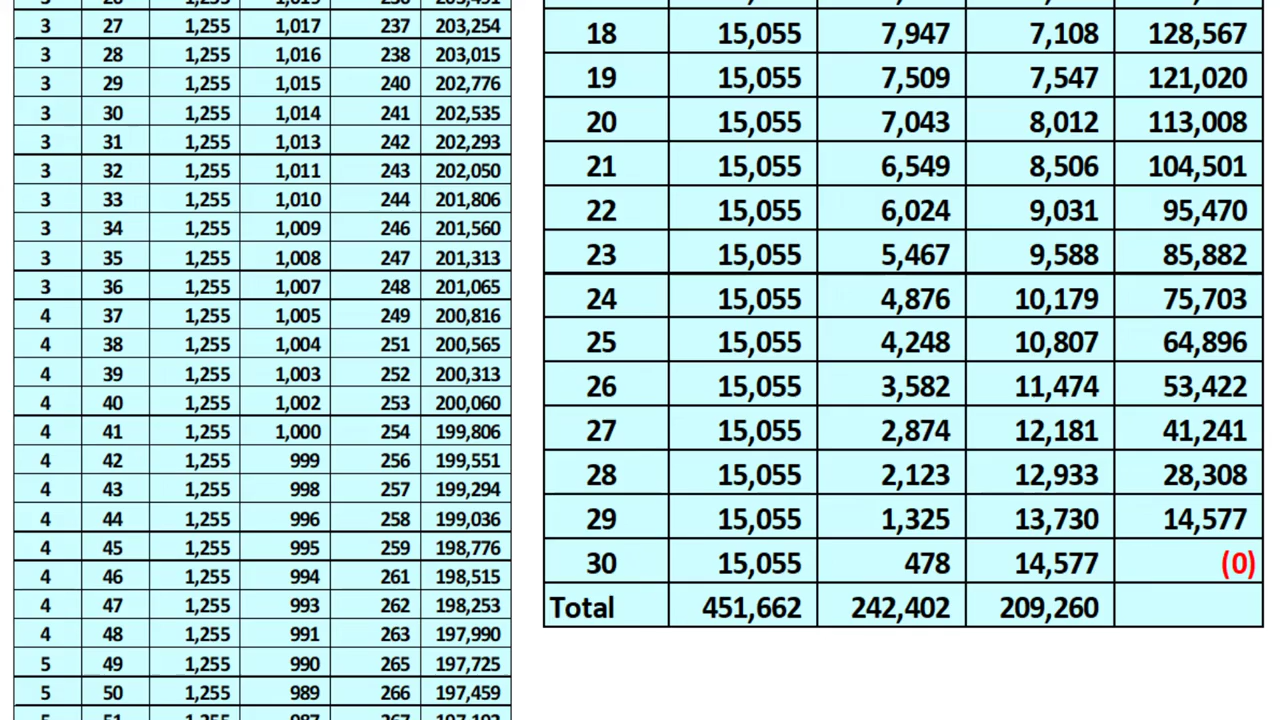 3 27 1,255 1,017 237 203,254
3 28 1,255 1,016 238 203,015
3 29 1,255 1,015 240 202,776
3 30 1,255 1,014 241 202,535
3 31 1,255 1,013 242 202,293
3 32 1,255 1,011 243 202,050
3 33 1,255 1,010 244 201,806
3 34 1,255 1,009 246 201,560
3 35 1,255 1,008 247 201,313
3 36 1,255 1,007 248 201,065
4 37 1,255 1,005 249 200,816
4 38 1,255 1,004 251 200,565
4 39 1,255 1,003 252 200,313
4 40 1,255 1,002 253 200,060
4 41 1,255 1,000 254 199,806
4 42 1,255 999 256 199,551
4 43 1,255 998 257 199,294
4 44 1,255 996 258 199,036
4 45 1,255 995 259 198,776
4 46 1,255 994 261 198,515
4 47 1,255 993 262 198,253
4 48 1,255 991 263 197,990
5 49 1,255 990 265 197,725
5 50 1,255 989 266 197,459
18 15,055 7,947 7,108 128,567
19 15,055 7,509 7,547 121,020
20 15,055 7,043 8,012 113,008
21 15,055 6,549 8,506 104,501
22 15,055 6,024 9,031 95,470
23 15,055 5,467 9,588 85,882
24 15,055 4,876 10,179 75,703
25 15,055 4,248 10,807 64,896
26 15,055 3,582 11,474 53,422
27 15,055 2,874 12,181 41,241
28 15,055 2,123 12,933 28,308
29 15,055 1,325 13,730 14,577
30 15,055 478 14,577 (0)
Total 451,662 242,402 209,260